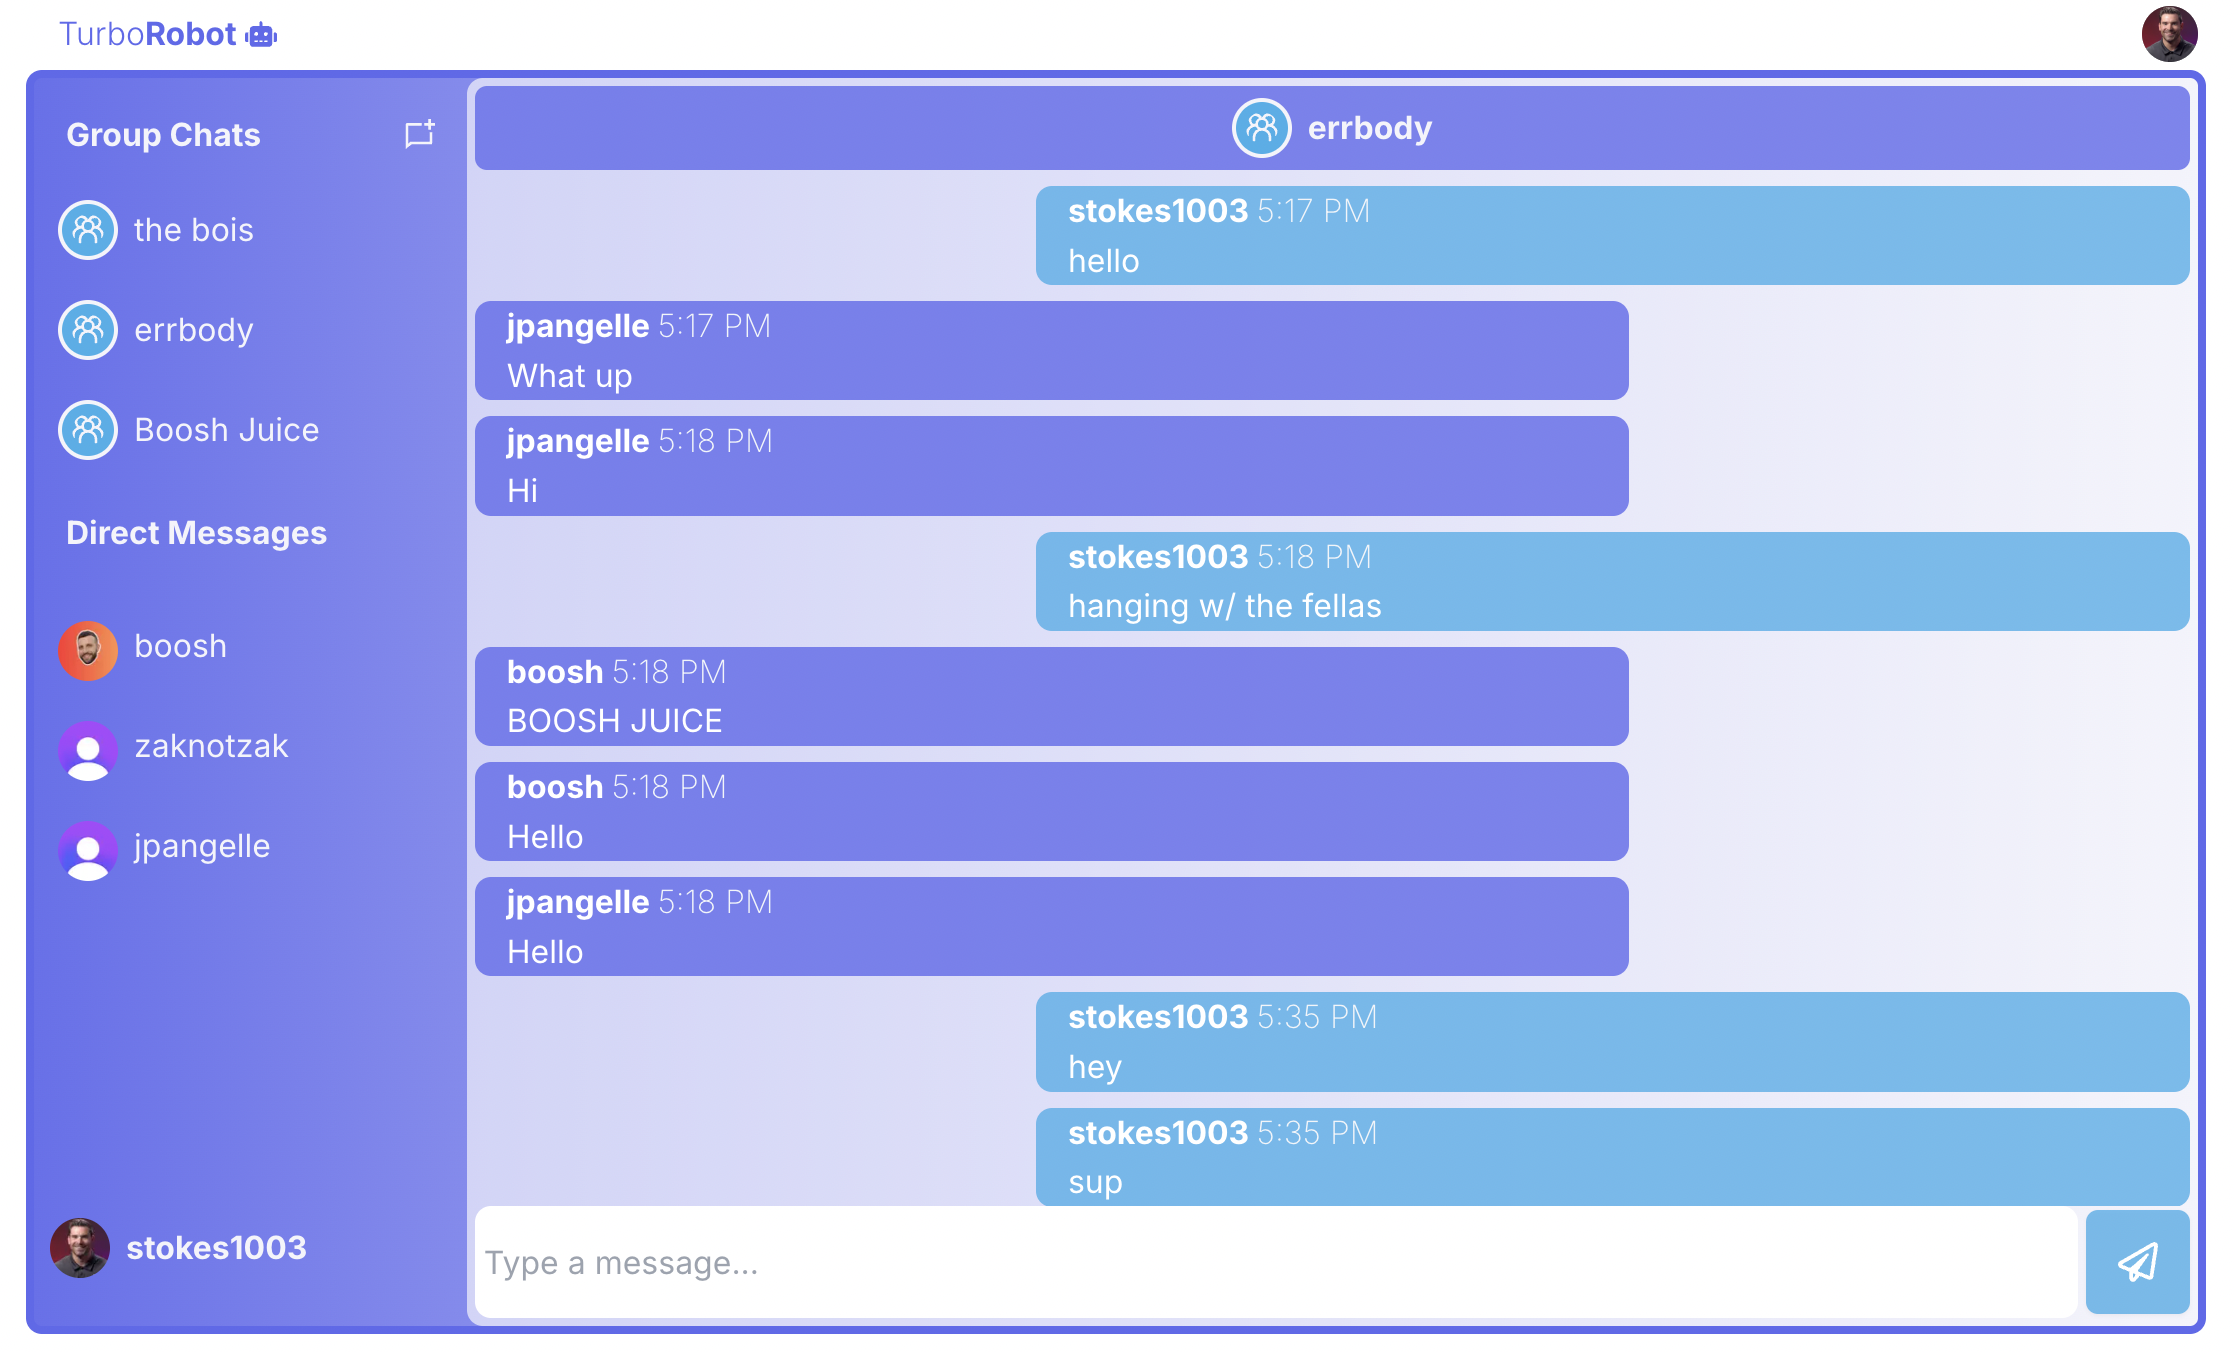 TurboRobot
Group Chats
the bois
errbody
Boosh Juice
Direct Messages
boosh
zaknotzak
jpangelle
stokes1003
errbody
stokes1003 5:17 PM
hello
jpangelle 5:17 PM
What up
jpangelle 5:18 PM
Hi
stokes1003 5:18 PM
hanging w/ the fellas
boosh 5:18 PM
BOOSH JUICE
boosh 5:18 PM
Hello
jpangelle 5:18 PM
Hello
stokes1003 5:35 PM
hey
stokes1003 5:35 PM
sup
Type a message...